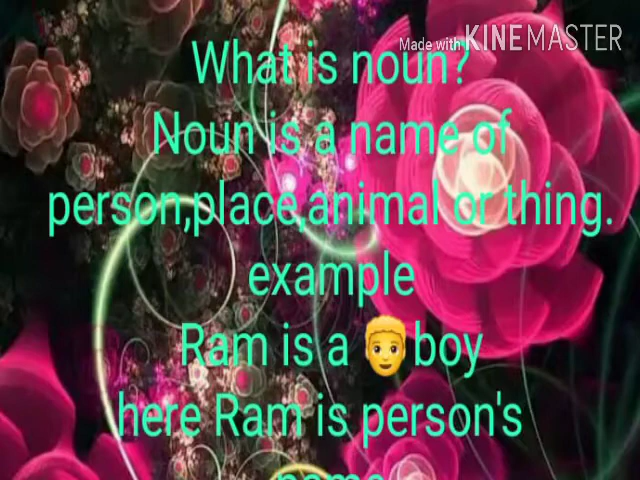 Made with KINEMASTER
What is noun?
Noun is a name of
person,place,animal or thing.
example
Ram is a 👦boy
here Ram is person's
name